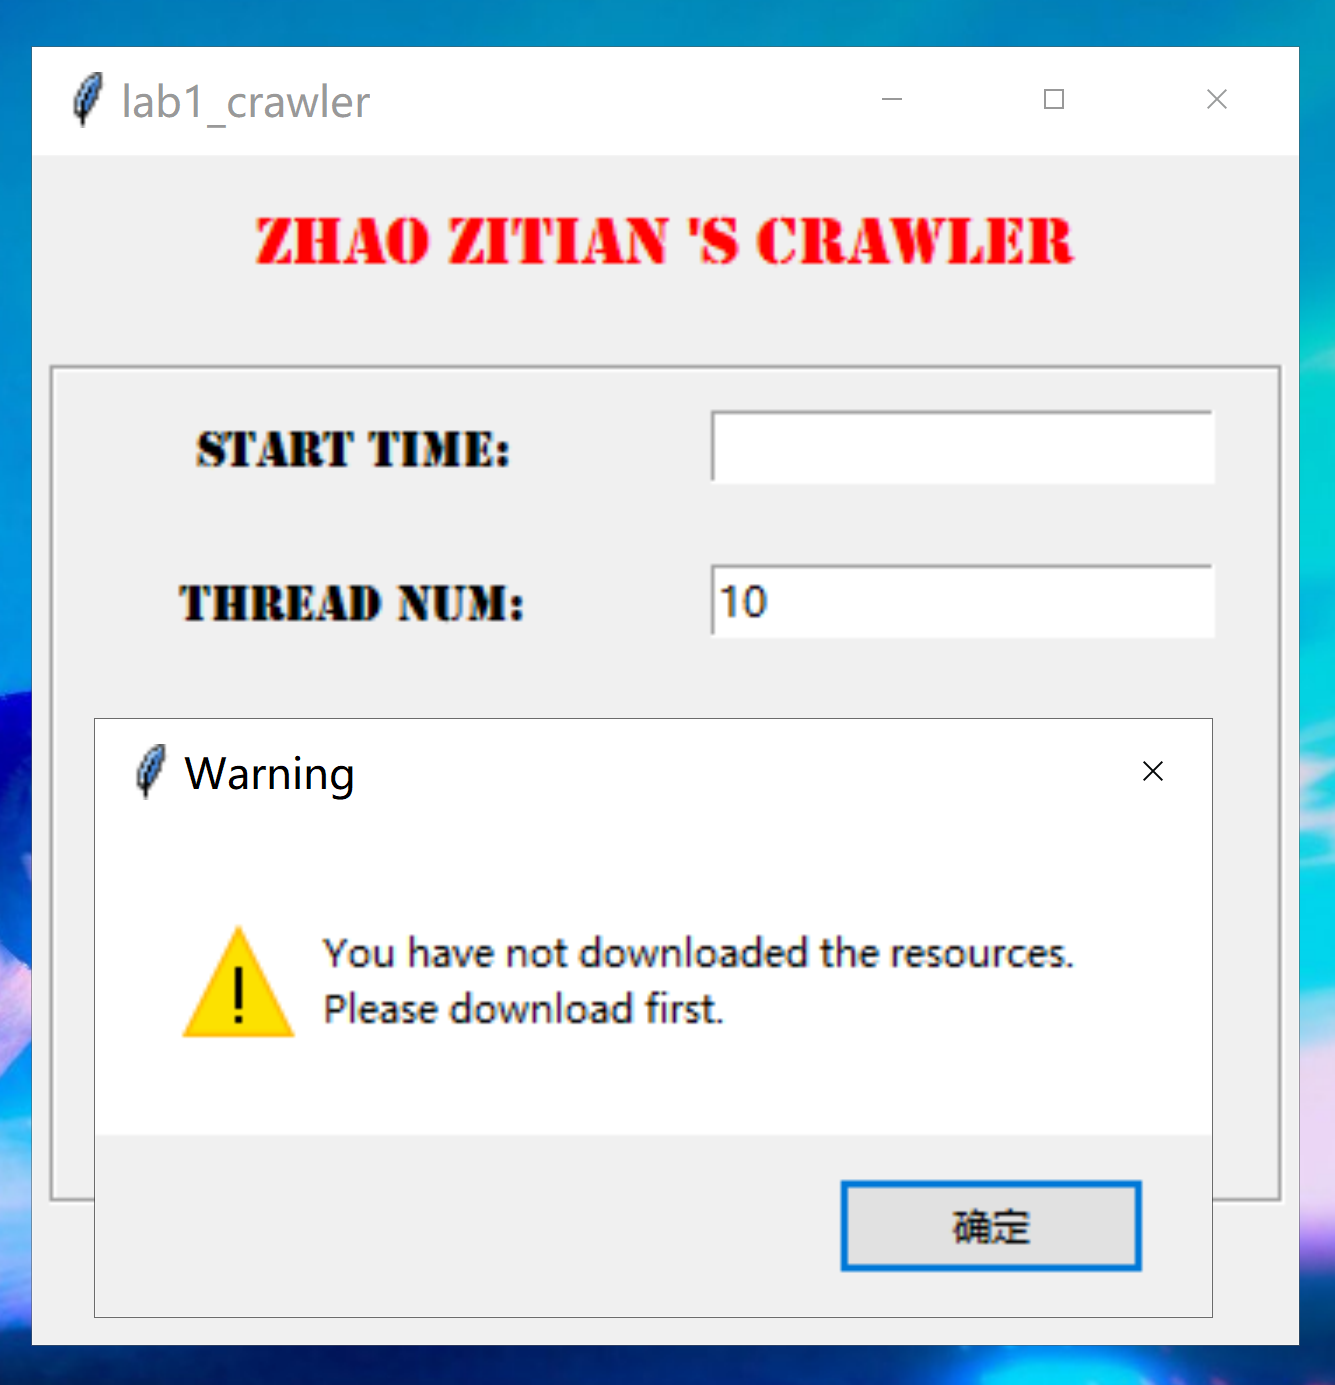 lab1_crawler
ZHAO ZITIAN 'S CRAWLER
START TIME:
THREAD NUM:
10
Warning
You have not downloaded the resources.
Please download first.
确定